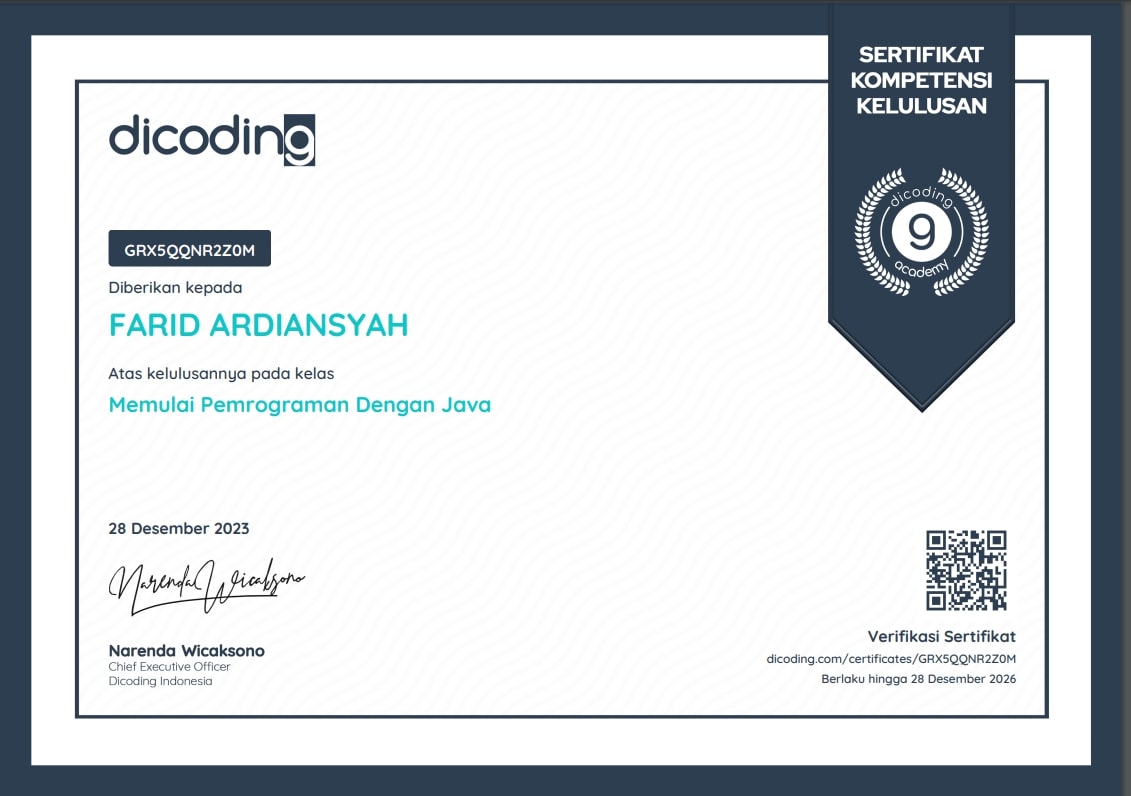 SERTIFIKAT
KOMPETENSI
KELULUSAN
dicoding
dicoding
9
academy
GRX5QQNR2Z0M
Diberikan kepada
FARID ARDIANSYAH
Atas kelulusannya pada kelas
Memulai Pemrograman Dengan Java
28 Desember 2023
Narenda Wicaksono
Narenda Wicaksono
Chief Executive Officer
Dicoding Indonesia
Verifikasi Sertifikat
dicoding.com/certificates/GRX5QQNR2Z0M
Berlaku hingga 28 Desember 2026